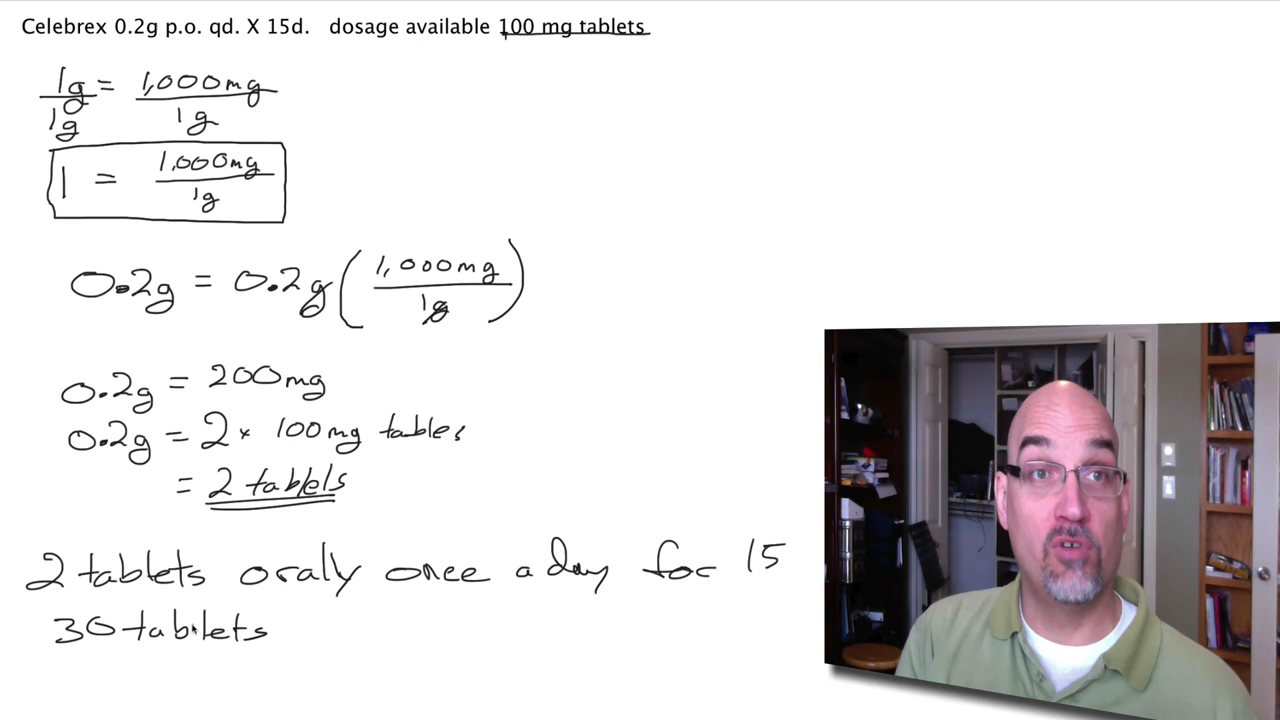 Celebrex 0.2g p.o. qd. X 15d. dosage available 100 mg tablets
1g = 1,000mg
1g 1g
1 = 1,000mg
1g
0.2g = 0.2g ( 1,000mg )
1g
0.2g = 200mg
0.2g = 2 × 100mg tables
= 2 tablets
2 tablets oraly once a day for 15
30 tablets